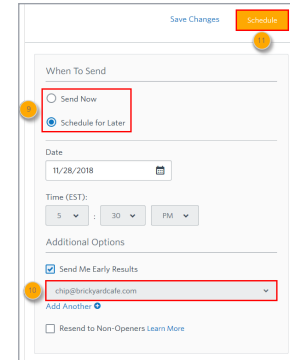 Save Changes Schedule
11
When To Send
Send Now
9
Schedule for Later
Date
11/28/2018
Time (EST):
5 : 30 PM
Additional Options
Send Me Early Results
10 chip@brickyardcafe.com
Add Another
Resend to Non-Openers Learn More